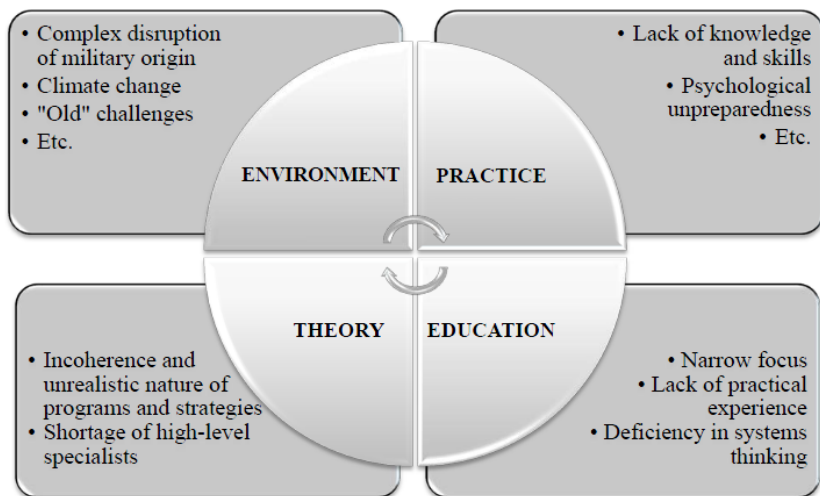 • Complex disruption
of military origin
• Climate change
• "Old" challenges
• Etc.
• Lack of knowledge
and skills
• Psychological
unpreparedness
• Etc.
ENVIRONMENT
PRACTICE
THEORY
EDUCATION
• Incoherence and
unrealistic nature of
programs and strategies
• Shortage of high-level
specialists
• Narrow focus
• Lack of practical
experience
• Deficiency in systems
thinking